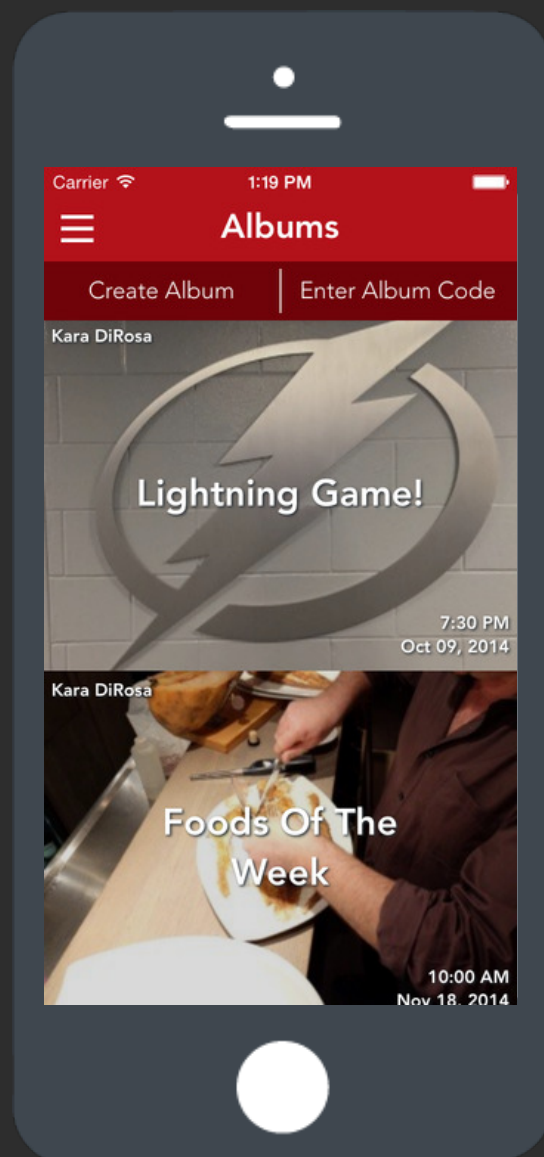 Carrier 1:19 PM
Albums
Create Album Enter Album Code
Kara DiRosa
Lightning Game!
7:30 PM
Oct 09, 2014
Kara DiRosa
Foods Of The
Week
10:00 AM
Nov 18, 2014